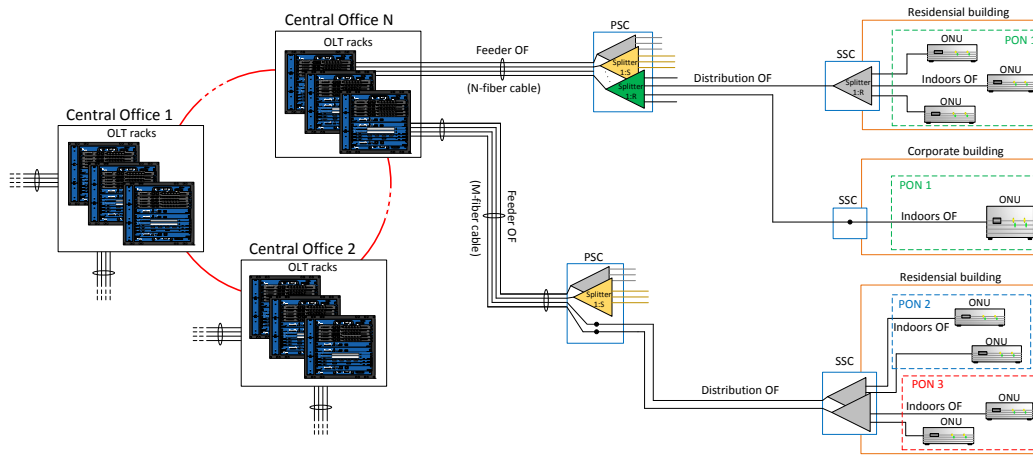 Central Office N
OLT racks
Feeder OF
(N-fiber cable)
PSC
Splitter
1:S
Splitter
1:R
Distribution OF
SSC
Splitter
1:R
Residensial building
PON 1
ONU
ONU
Indoors OF
ONU
Central Office 1
OLT racks
Feeder OF
(M-fiber cable)
Corporate building
PON 1
SSC
ONU
Indoors OF
Central Office 2
OLT racks
PSC
Splitter
1:S
Distribution OF
Residensial building
PON 2
ONU
Indoors OF
ONU
SSC
PON 3
ONU
Indoors OF
ONU